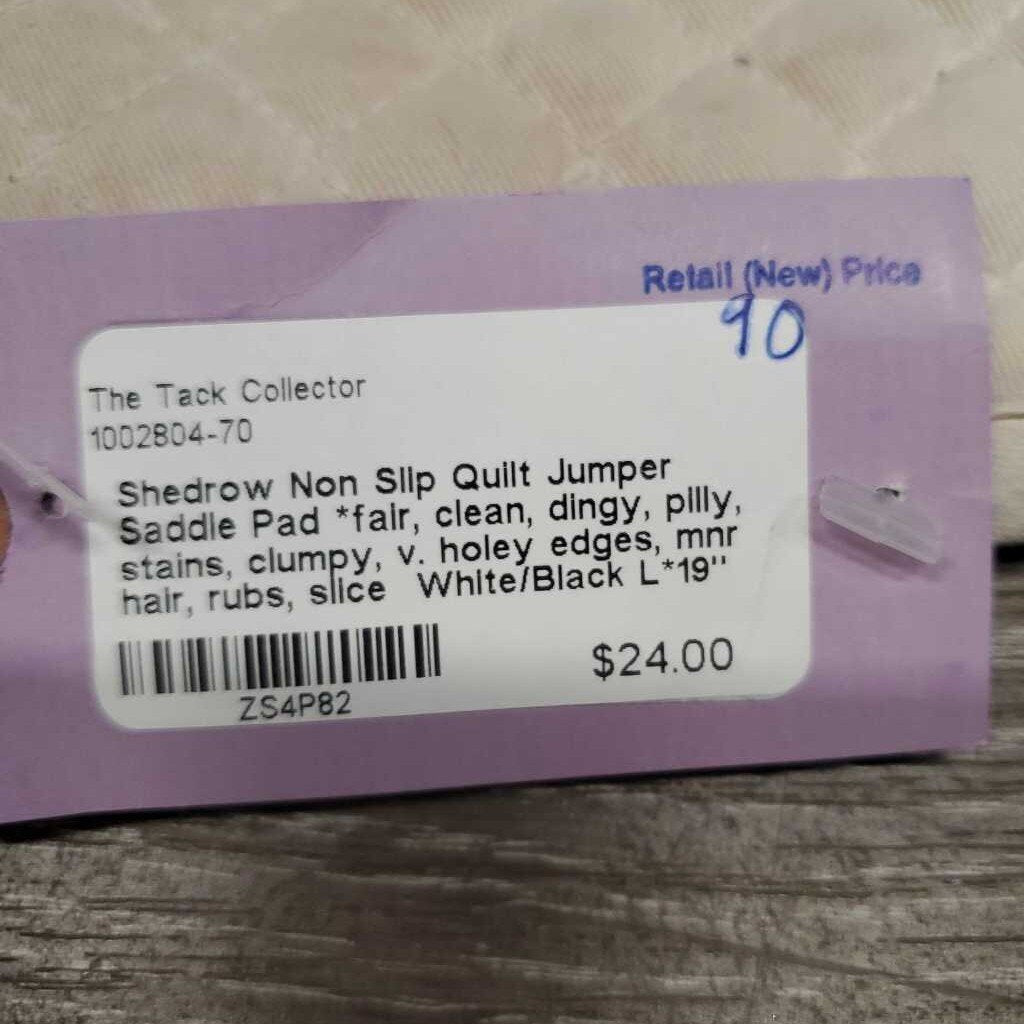 Retail (New) Price
90
The Tack Collector
1002804-70
Shedrow Non Slip Quilt Jumper
Saddle Pad *fair, clean, dingy, pilly,
stains, clumpy, v. holey edges, mnr
hair, rubs, slice White/Black L*19"
$24.00
ZS4P82